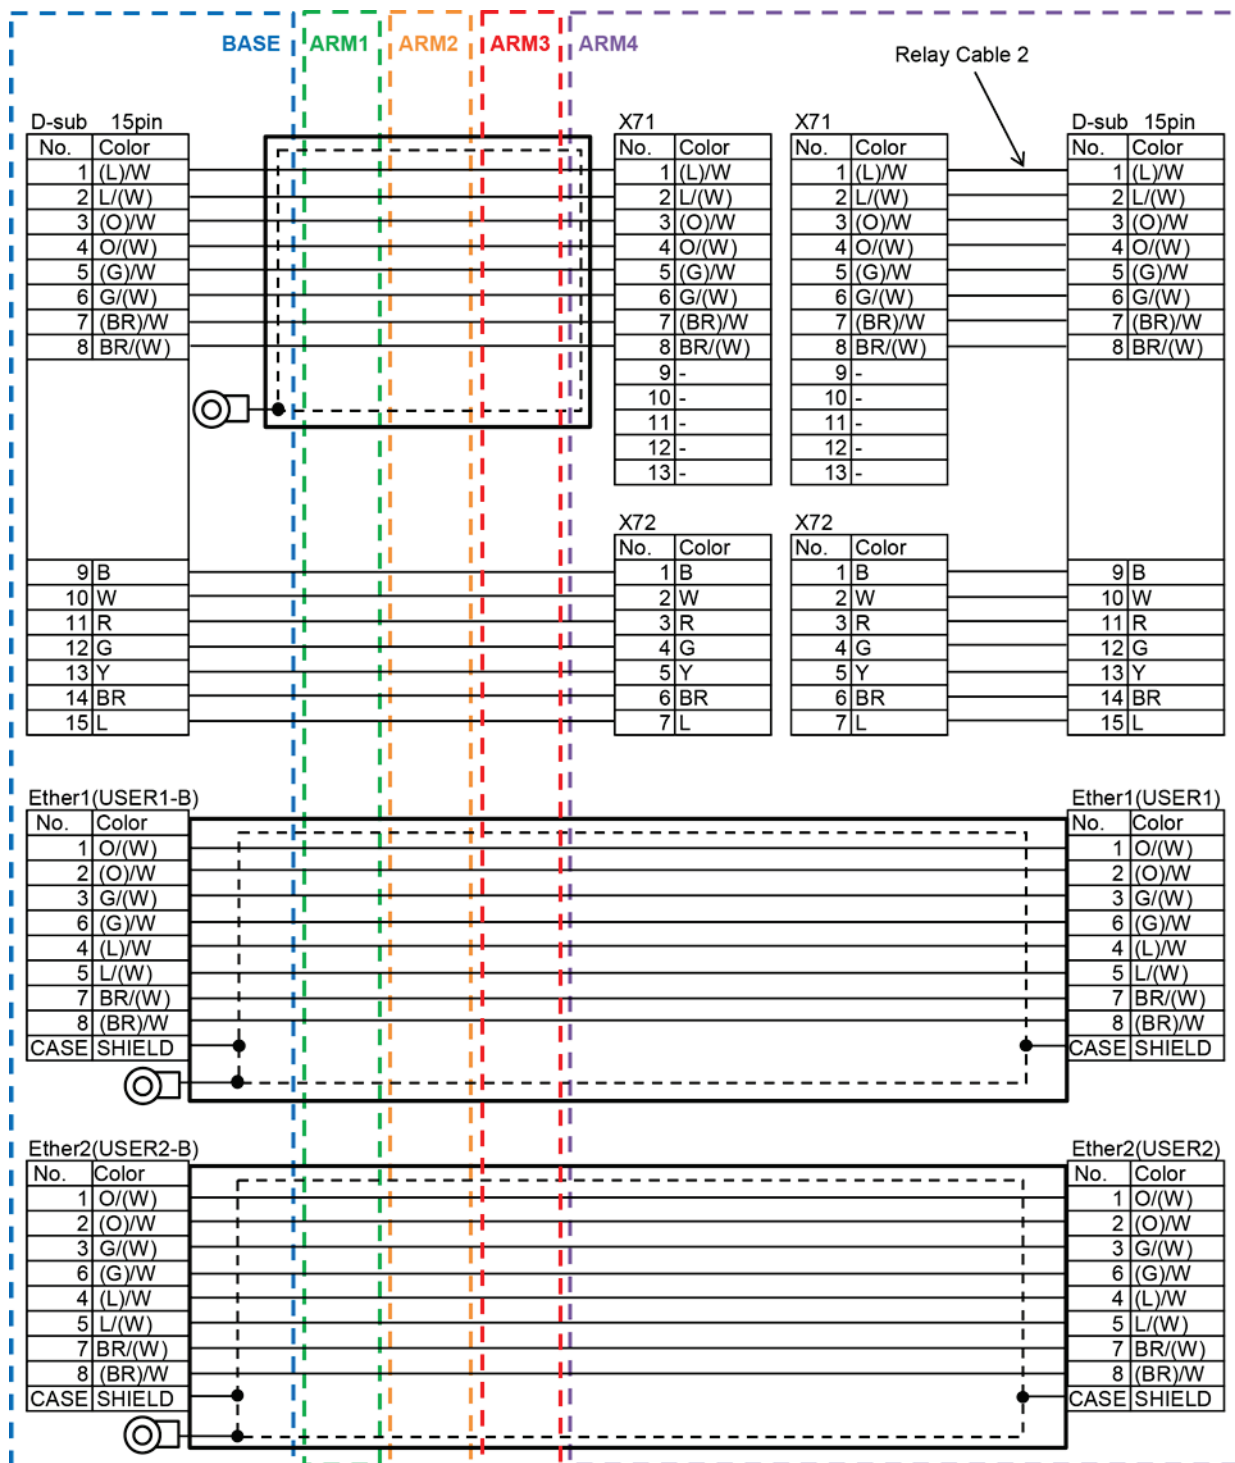 BASE ARM1 ARM2 ARM3 ARM4
Relay Cable 2
D-sub 15pin X71 X71 D-sub 15pin
No. Color No. Color No. Color No. Color
1 (L)/W 1 (L)/W 1 (L)/W 1 (L)/W
2 L/(W) 2 L/(W) 2 L/(W) 2 L/(W)
3 (O)/W 3 (O)/W 3 (O)/W 3 (O)/W
4 O/(W) 4 O/(W) 4 O/(W) 4 O/(W)
5 (G)/W 5 (G)/W 5 (G)/W 5 (G)/W
6 G/(W) 6 G/(W) 6 G/(W) 6 G/(W)
7 (BR)/W 7 (BR)/W 7 (BR)/W 7 (BR)/W
8 BR/(W) 8 BR/(W) 8 BR/(W) 8 BR/(W)
9 - 9 -
10 - 10 -
11 - 11 -
12 - 12 -
13 - 13 -
X72 X72
No. Color No. Color
9 B 1 B 1 B 9 B
10 W 2 W 2 W 10 W
11 R 3 R 3 R 11 R
12 G 4 G 4 G 12 G
13 Y 5 Y 5 Y 13 Y
14 BR 6 BR 6 BR 14 BR
15 L 7 L 7 L 15 L
Ether1(USER1-B) Ether1(USER1)
No. Color No. Color
1 O/(W) 1 O/(W)
2 (O)/W 2 (O)/W
3 G/(W) 3 G/(W)
6 (G)/W 6 (G)/W
4 (L)/W 4 (L)/W
5 L/(W) 5 L/(W)
7 BR/(W) 7 BR/(W)
8 (BR)/W 8 (BR)/W
CASE SHIELD CASE SHIELD
Ether2(USER2-B) Ether2(USER2)
No. Color No. Color
1 O/(W) 1 O/(W)
2 (O)/W 2 (O)/W
3 G/(W) 3 G/(W)
6 (G)/W 6 (G)/W
4 (L)/W 4 (L)/W
5 L/(W) 5 L/(W)
7 BR/(W) 7 BR/(W)
8 (BR)/W 8 (BR)/W
CASE SHIELD CASE SHIELD